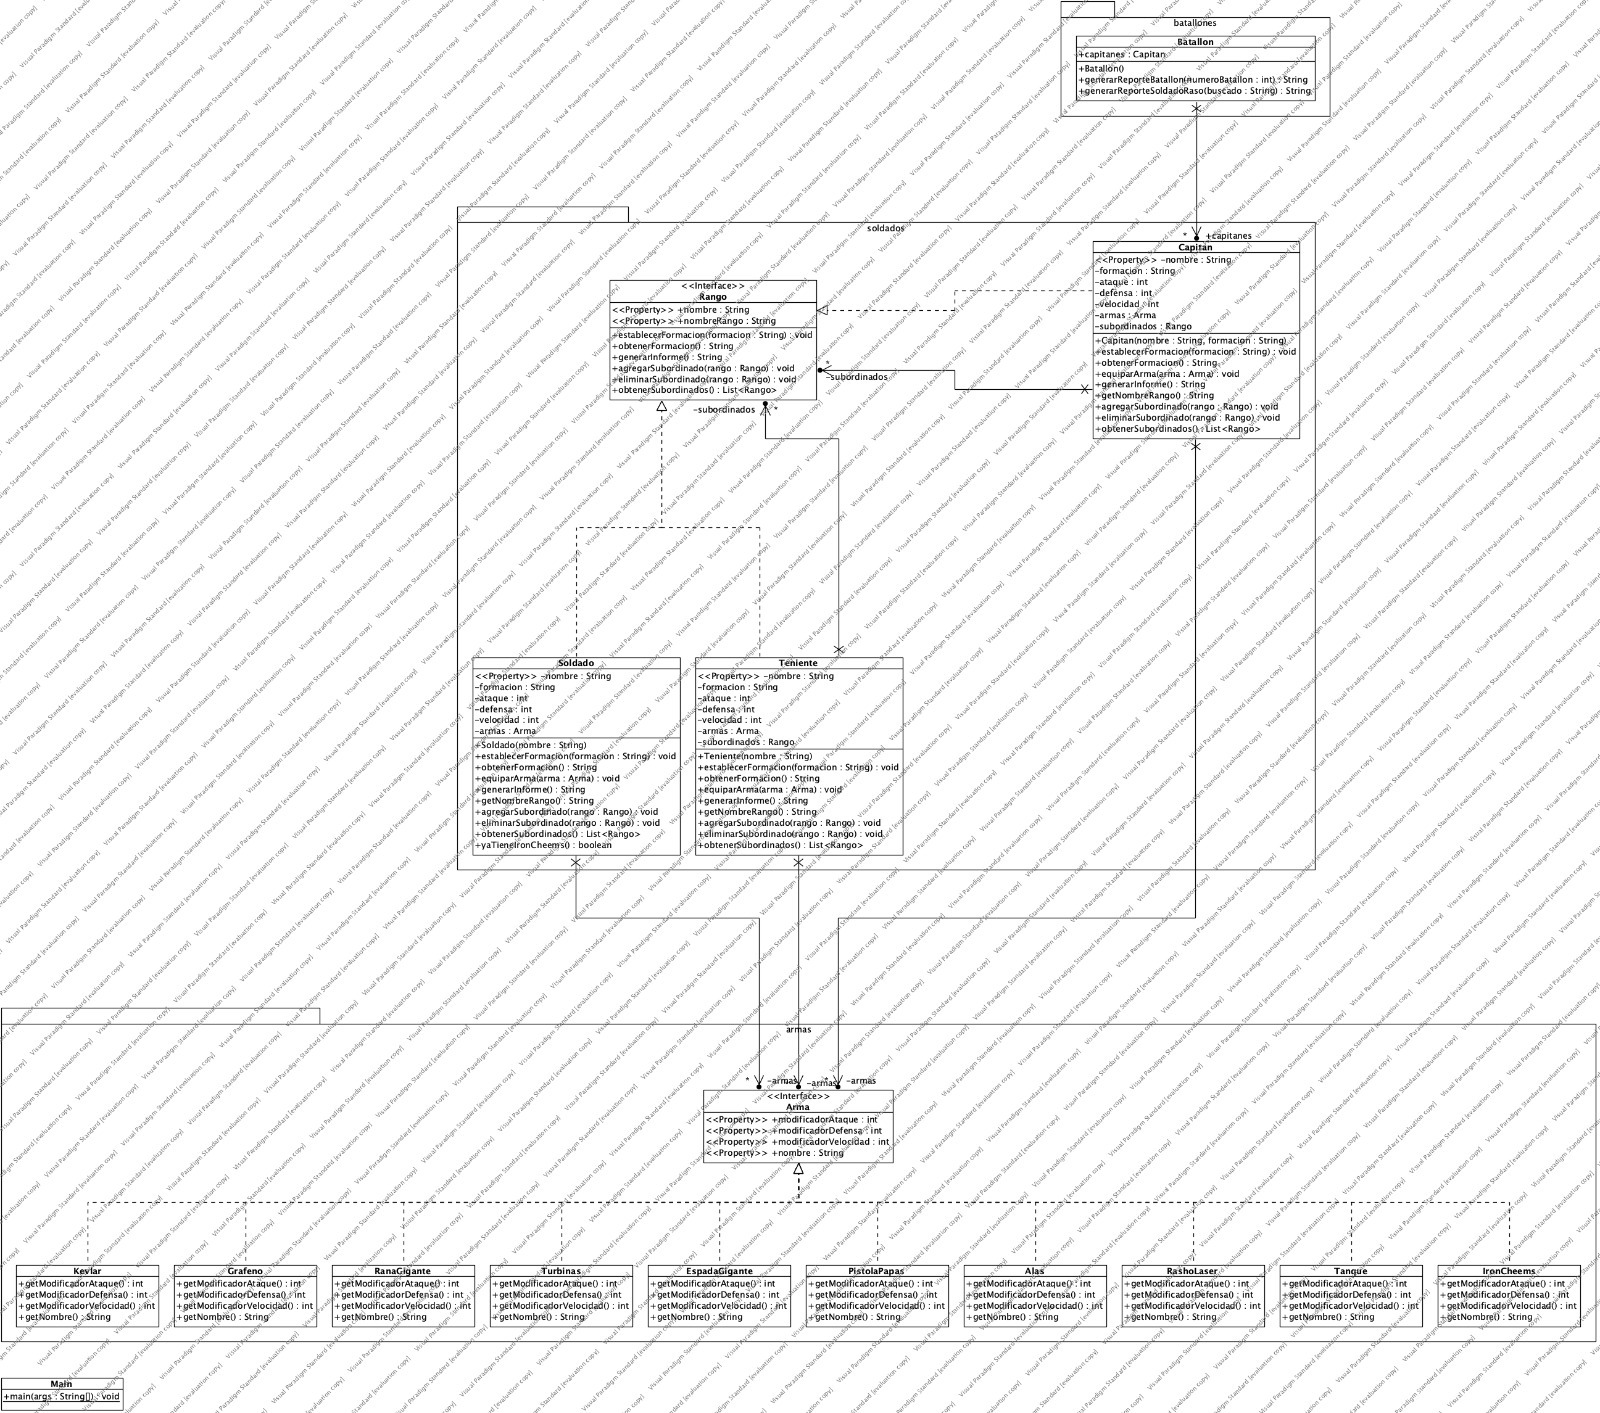 batallones
Batallon
+capitanes : Capitan
+Batallon()
+generarReporteBatallon(numeroBatallon : int) : String
+generarReporteSoldadoRaso(buscado : String) : String
* +capitanes
soldados
Capitan
<<Property>> -nombre : String
-formacion : String
-ataque : int
-defensa : int
-velocidad : int
-armas : Arma
-subordinados : Rango
+Capitan(nombre : String, formacion : String)
+establecerFormacion(formacion : String) : void
+obtenerFormacion() : String
+equiparArma(arma : Arma) : void
+generarInforme() : String
+getNombreRango() : String
+agregarSubordinado(rango : Rango) : void
+eliminarSubordinado(rango : Rango) : void
+obtenerSubordinados() : List<Rango>
<<Interface>>
Rango
<<Property>> +nombre : String
<<Property>> +nombreRango : String
+establecerFormacion(formacion : String) : void
+obtenerFormacion() : String
+generarInforme() : String
+agregarSubordinado(rango : Rango) : void
+eliminarSubordinado(rango : Rango) : void
+obtenerSubordinados() : List<Rango>
*
-subordinados
-subordinados *
Soldado
<<Property>> -nombre : String
-formacion : String
-ataque : int
-defensa : int
-velocidad : int
-armas : Arma
+Soldado(nombre : String)
+establecerFormacion(formacion : String) : void
+obtenerFormacion() : String
+equiparArma(arma : Arma) : void
+generarInforme() : String
+getNombreRango() : String
+agregarSubordinado(rango : Rango) : void
+eliminarSubordinado(rango : Rango) : void
+obtenerSubordinados() : List<Rango>
+yaTieneIronCheems() : boolean
Teniente
<<Property>> -nombre : String
-formacion : String
-ataque : int
-defensa : int
-velocidad : int
-armas : Arma
-subordinados : Rango
+Teniente(nombre : String)
+establecerFormacion(formacion : String) : void
+obtenerFormacion() : String
+equiparArma(arma : Arma) : void
+generarInforme() : String
+getNombreRango() : String
+agregarSubordinado(rango : Rango) : void
+eliminarSubordinado(rango : Rango) : void
+obtenerSubordinados() : List<Rango>
armas
* -armas * -armas * -armas
<<Interface>>
Arma
<<Property>> +modificadorAtaque : int
<<Property>> +modificadorDefensa : int
<<Property>> +modificadorVelocidad : int
<<Property>> +nombre : String
Kevlar
+getModificadorAtaque() : int
+getModificadorDefensa() : int
+getModificadorVelocidad() : int
+getNombre() : String
Grafeno
+getModificadorAtaque() : int
+getModificadorDefensa() : int
+getModificadorVelocidad() : int
+getNombre() : String
RanaGigante
+getModificadorAtaque() : int
+getModificadorDefensa() : int
+getModificadorVelocidad() : int
+getNombre() : String
Turbinas
+getModificadorAtaque() : int
+getModificadorDefensa() : int
+getModificadorVelocidad() : int
+getNombre() : String
EspadaGigante
+getModificadorAtaque() : int
+getModificadorDefensa() : int
+getModificadorVelocidad() : int
+getNombre() : String
PistolaPapas
+getModificadorAtaque() : int
+getModificadorDefensa() : int
+getModificadorVelocidad() : int
+getNombre() : String
Alas
+getModificadorAtaque() : int
+getModificadorDefensa() : int
+getModificadorVelocidad() : int
+getNombre() : String
RashoLaser
+getModificadorAtaque() : int
+getModificadorDefensa() : int
+getModificadorVelocidad() : int
+getNombre() : String
Tanque
+getModificadorAtaque() : int
+getModificadorDefensa() : int
+getModificadorVelocidad() : int
+getNombre() : String
IronCheems
+getModificadorAtaque() : int
+getModificadorDefensa() : int
+getModificadorVelocidad() : int
+getNombre() : String
Main
+main(args : String[]) : void
Visual Paradigm Standard [evaluation copy]